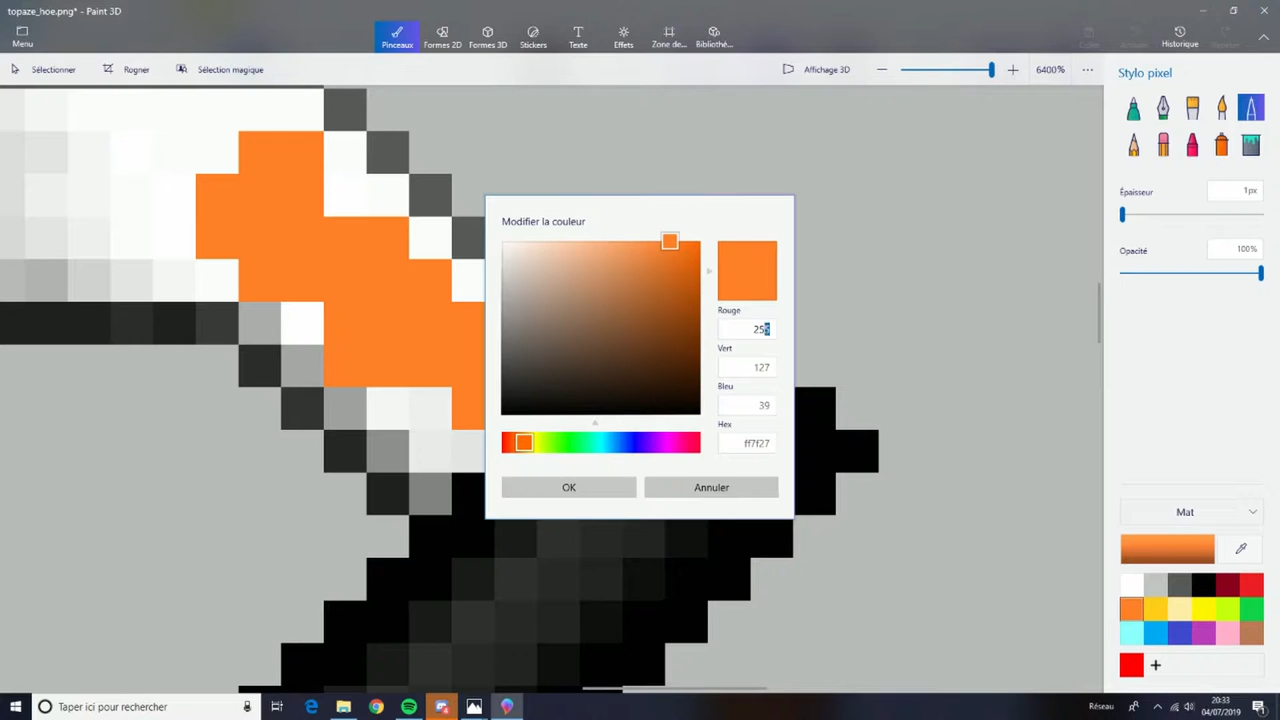 topaze_hoe.png* - Paint 3D
Menu
Pinceaux
Formes 2D
Formes 3D
Stickers
Texte
Effets
Zone de...
Bibliothè...
Historique
Sélectionner
Rogner
Sélection magique
Affichage 3D
6400%
Stylo pixel
Épaisseur
1px
Opacité
100%
Modifier la couleur
Rouge
255
Vert
127
Bleu
39
Hex
ff7f27
OK
Annuler
Mat
Taper ici pour rechercher
Réseau
20:33
04/07/2019